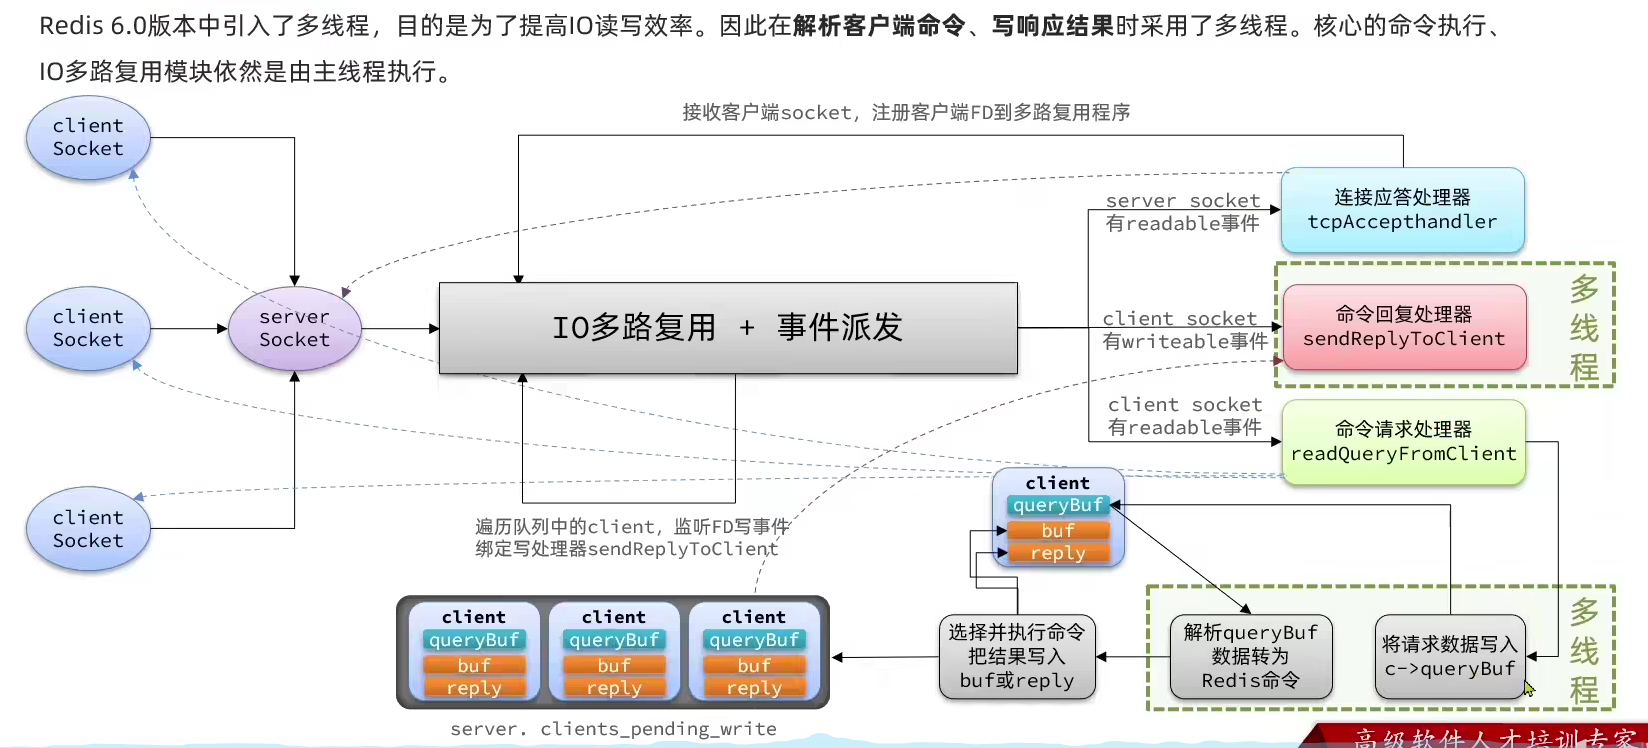 Redis 6.0版本中引入了多线程，目的是为了提高IO读写效率。因此在解析客户端命令、写响应结果时采用了多线程。核心的命令执行、
IO多路复用模块依然是由主线程执行。
接收客户端socket，注册客户端FD到多路复用程序
client
Socket
client
Socket
client
Socket
server
Socket
IO多路复用 + 事件派发
server socket
有readable事件
连接应答处理器
tcpAccepthandler
client socket
有writeable事件
命令回复处理器
sendReplyToClient
多
线
程
client socket
有readable事件
命令请求处理器
readQueryFromClient
遍历队列中的client，监听FD写事件
绑定写处理器sendReplyToClient
client
queryBuf
buf
reply
client
queryBuf
buf
reply
client
queryBuf
buf
reply
client
queryBuf
buf
reply
server. clients_pending_write
选择并执行命令
把结果写入
buf或reply
解析queryBuf
数据转为
Redis命令
将请求数据写入
c->queryBuf
多
线
程
高级软件人才培训专家